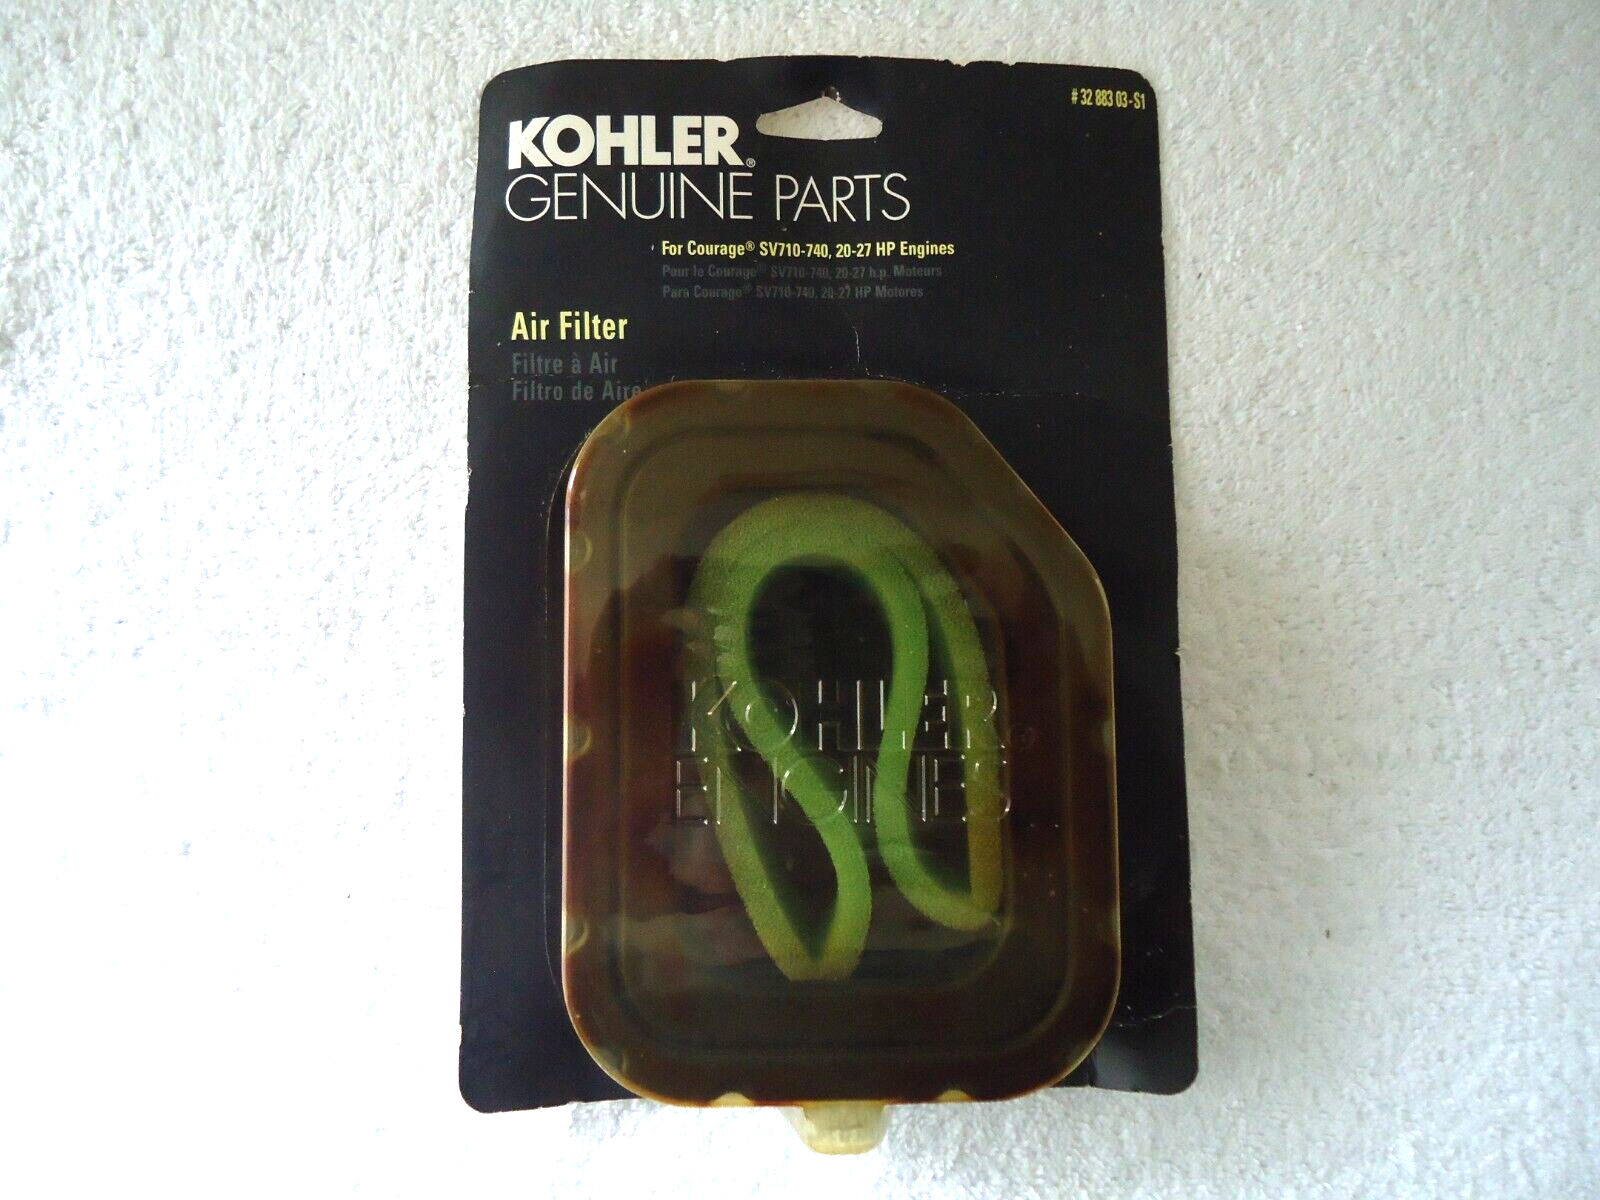 # 32 883 03-S1
KOHLER®
GENUINE PARTS
For Courage® SV710-740, 20-27 HP Engines
Pour le Courage® SV710-740, 20-27 h.p. Moteurs
Para Courage® SV710-740, 20-27 HP Motores
Air Filter
Filtre à Air
Filtro de Aire
KOHLER®
ENGINES